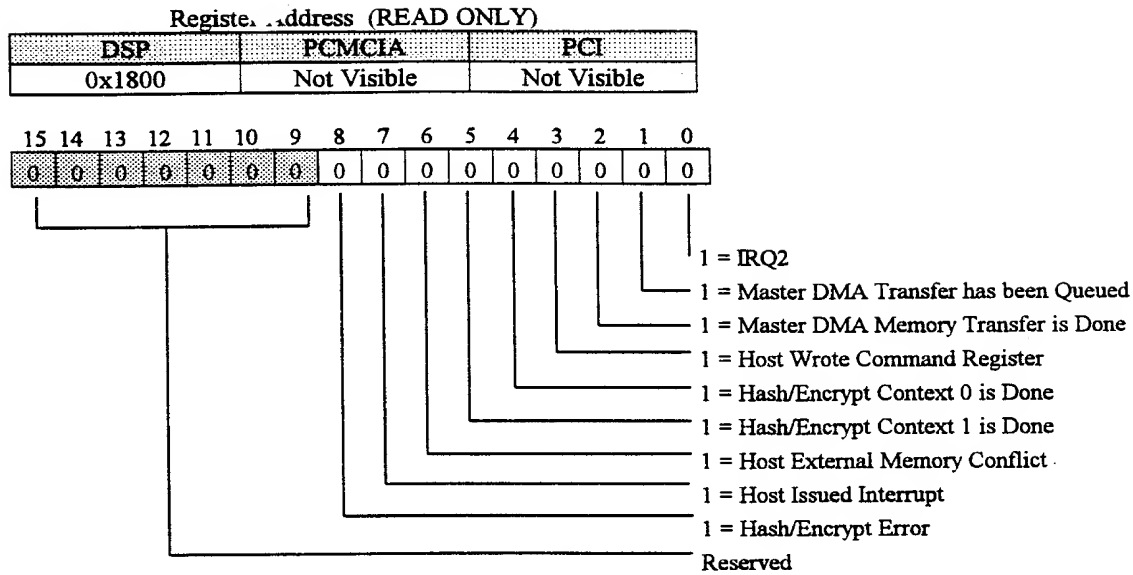 Register Address (READ ONLY)
DSP PCMCIA PCI
0x1800 Not Visible Not Visible
15 14 13 12 11 10 9 8 7 6 5 4 3 2 1 0
0 0 0 0 0 0 0 0 0 0 0 0 0 0 0 0
1 = IRQ2
1 = Master DMA Transfer has been Queued
1 = Master DMA Memory Transfer is Done
1 = Host Wrote Command Register
1 = Hash/Encrypt Context 0 is Done
1 = Hash/Encrypt Context 1 is Done
1 = Host External Memory Conflict
1 = Host Issued Interrupt
1 = Hash/Encrypt Error
Reserved